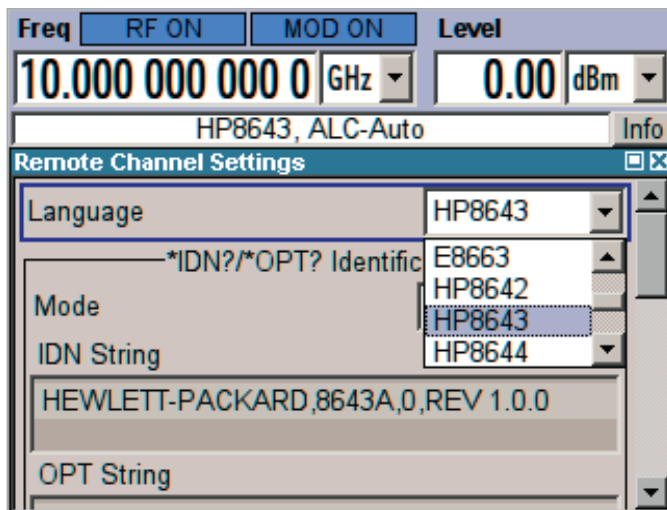 Freq RF ON MOD ON Level
10.000 000 000 0 GHz 0.00 dBm
HP8643, ALC-Auto Info
Remote Channel Settings
Language HP8643
E8663
*IDN?/*OPT? Identific
HP8642
Mode
HP8643
IDN String
HP8644
HEWLETT-PACKARD,8643A,0,REV 1.0.0
OPT String